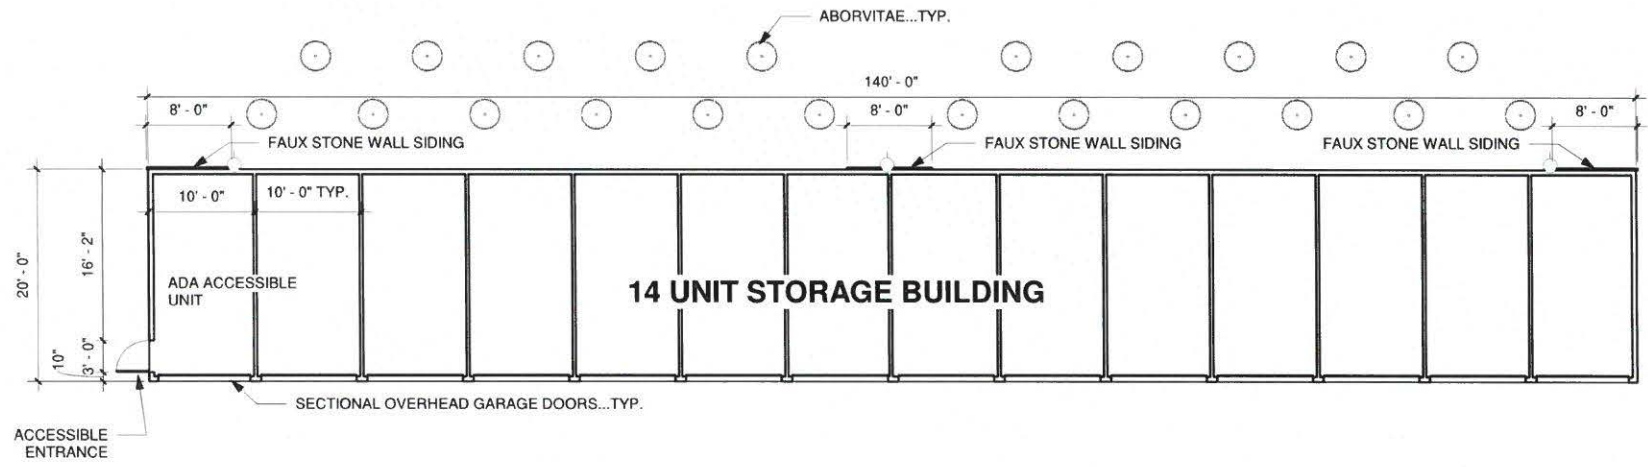 ABORVITAE...TYP.
140' - 0"
8' - 0"
8' - 0"
8' - 0"
FAUX STONE WALL SIDING
FAUX STONE WALL SIDING
FAUX STONE WALL SIDING
10' - 0"
10' - 0" TYP.
20' - 0"
16' - 2"
ADA ACCESSIBLE
UNIT
14 UNIT STORAGE BUILDING
10"
3' - 0"
SECTIONAL OVERHEAD GARAGE DOORS...TYP.
ACCESSIBLE
ENTRANCE